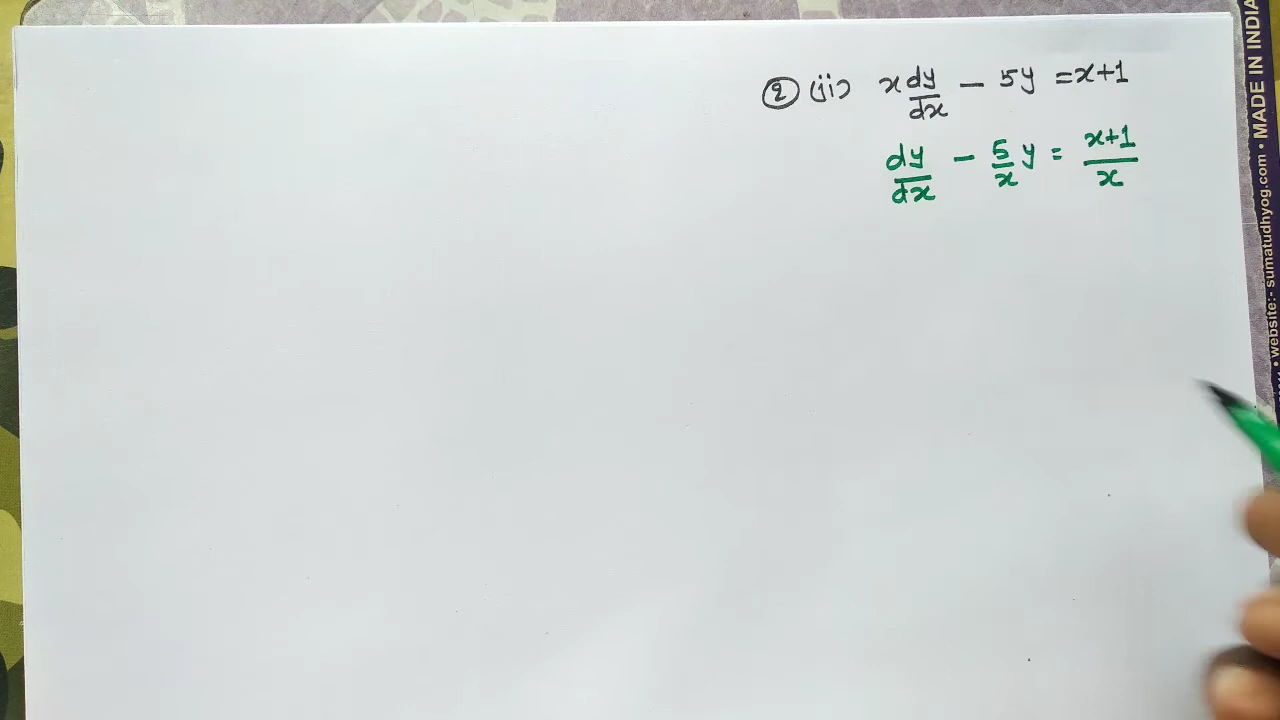 ② (ii) x dy/dx — 5y = x+1
dy/dx — 5/x y = x+1/x
• website:- sumatudhyog.com • MADE IN INDIA